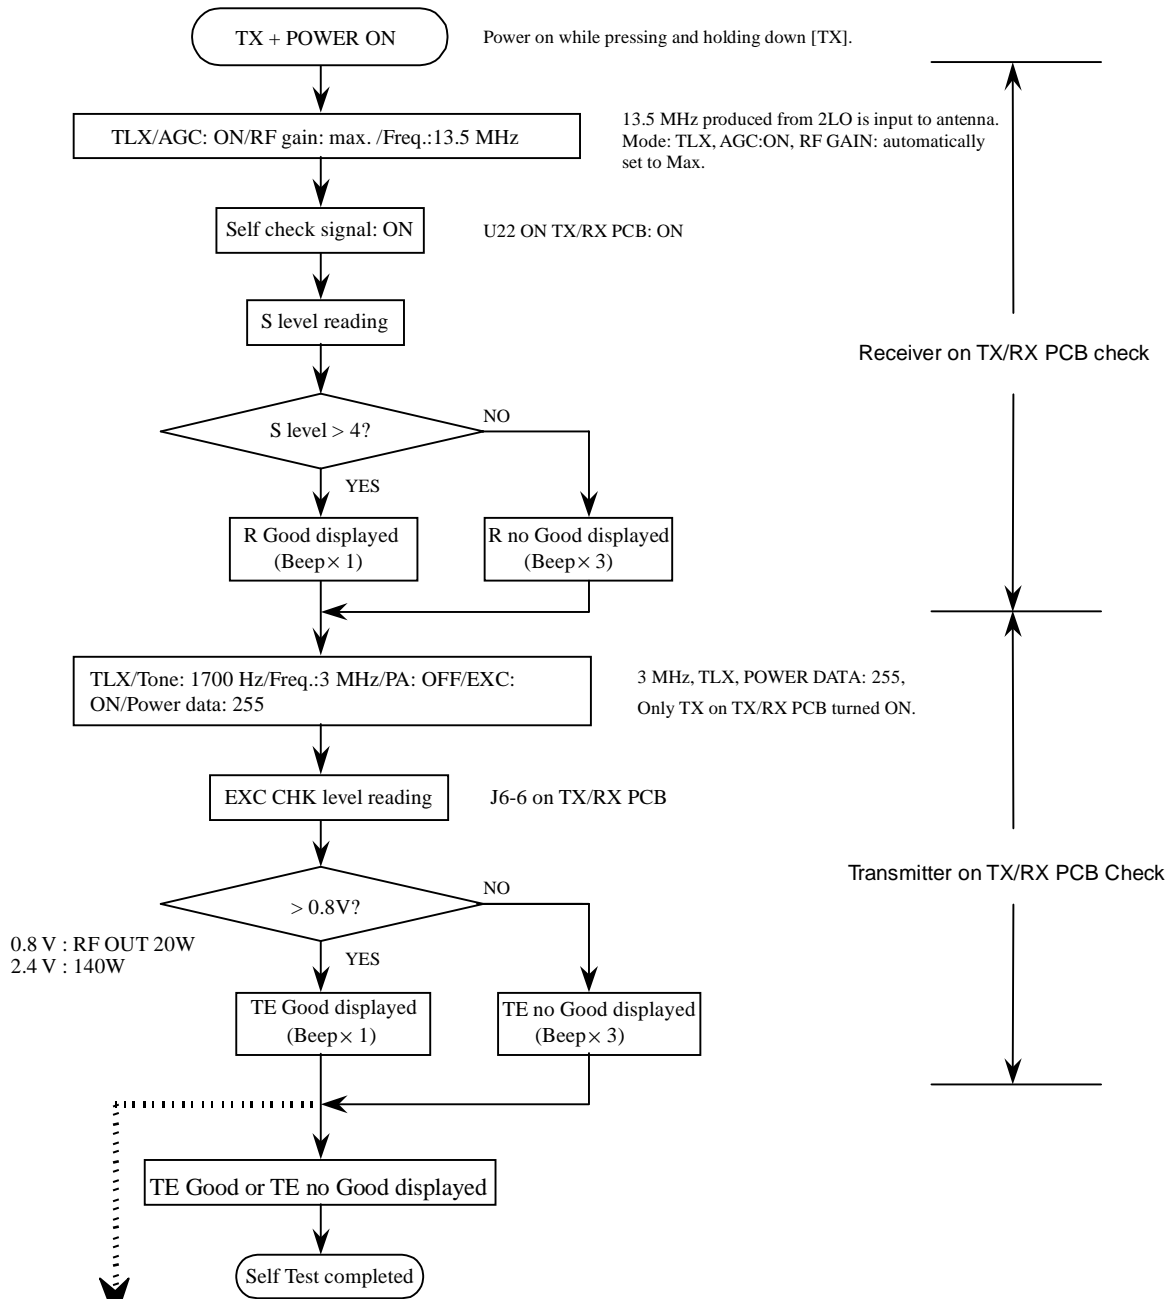 TX + POWER ON
Power on while pressing and holding down [TX].
TLX/AGC: ON/RF gain: max. /Freq.:13.5 MHz
13.5 MHz produced from 2LO is input to antenna.
Mode: TLX, AGC:ON, RF GAIN: automatically
set to Max.
Self check signal: ON
U22 ON TX/RX PCB: ON
S level reading
Receiver on TX/RX PCB check
S level > 4?
NO
YES
R Good displayed
(Beep× 1)
R no Good displayed
(Beep× 3)
TLX/Tone: 1700 Hz/Freq.:3 MHz/PA: OFF/EXC:
ON/Power data: 255
3 MHz, TLX, POWER DATA: 255,
Only TX on TX/RX PCB turned ON.
EXC CHK level reading
J6-6 on TX/RX PCB
Transmitter on TX/RX PCB Check
> 0.8V?
NO
0.8 V : RF OUT 20W
2.4 V : 140W
YES
TE Good displayed
(Beep× 1)
TE no Good displayed
(Beep× 3)
TE Good or TE no Good displayed
Self Test completed